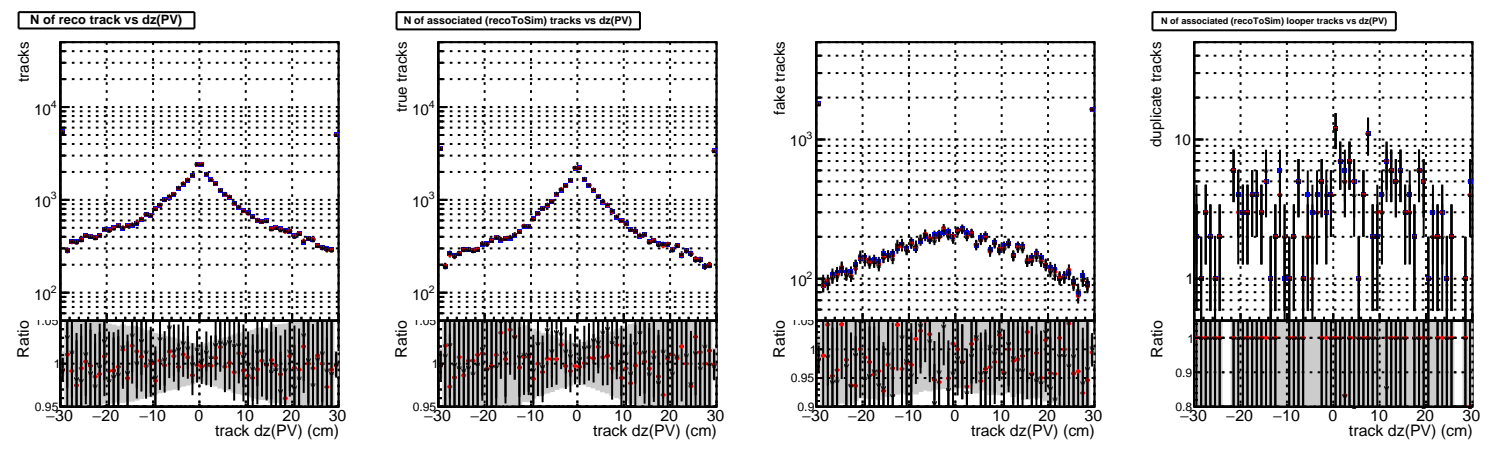 N of reco track vs dz(PV)
tracks
10^4
10^3
10^2
Ratio
1.05
1
0.95
−30 −20 −10 0 10 20 30
track dz(PV) (cm)
N of associated (recoToSim) tracks vs dz(PV)
true tracks
10^4
10^3
10^2
Ratio
1.05
1
0.95
−30 −20 −10 0 10 20 30
track dz(PV) (cm)
fake tracks
10^3
10^2
Ratio
1.05
1
0.95
0.9
−30 −20 −10 0 10 20 30
track dz(PV) (cm)
N of associated (recoToSim) looper tracks vs dz(PV)
duplicate tracks
10
1
Ratio
1
0.9
0.8
−30 −20 −10 0 10 20 30
track dz(PV) (cm)